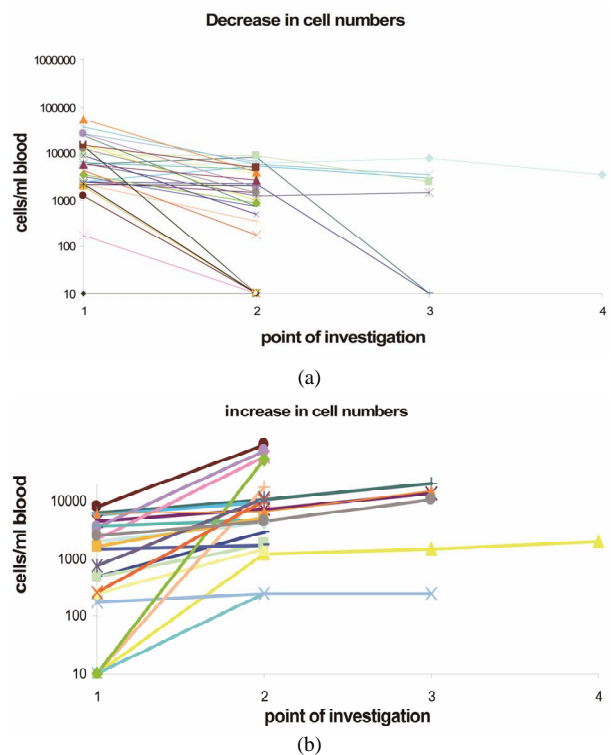 Decrease in cell numbers
1000000
100000
10000
1000
100
10
cells/ml blood
1 2 3 4
point of investigation
(a)
increase in cell numbers
10000
1000
100
10
cells/ml blood
1 2 3 4
point of investigation
(b)